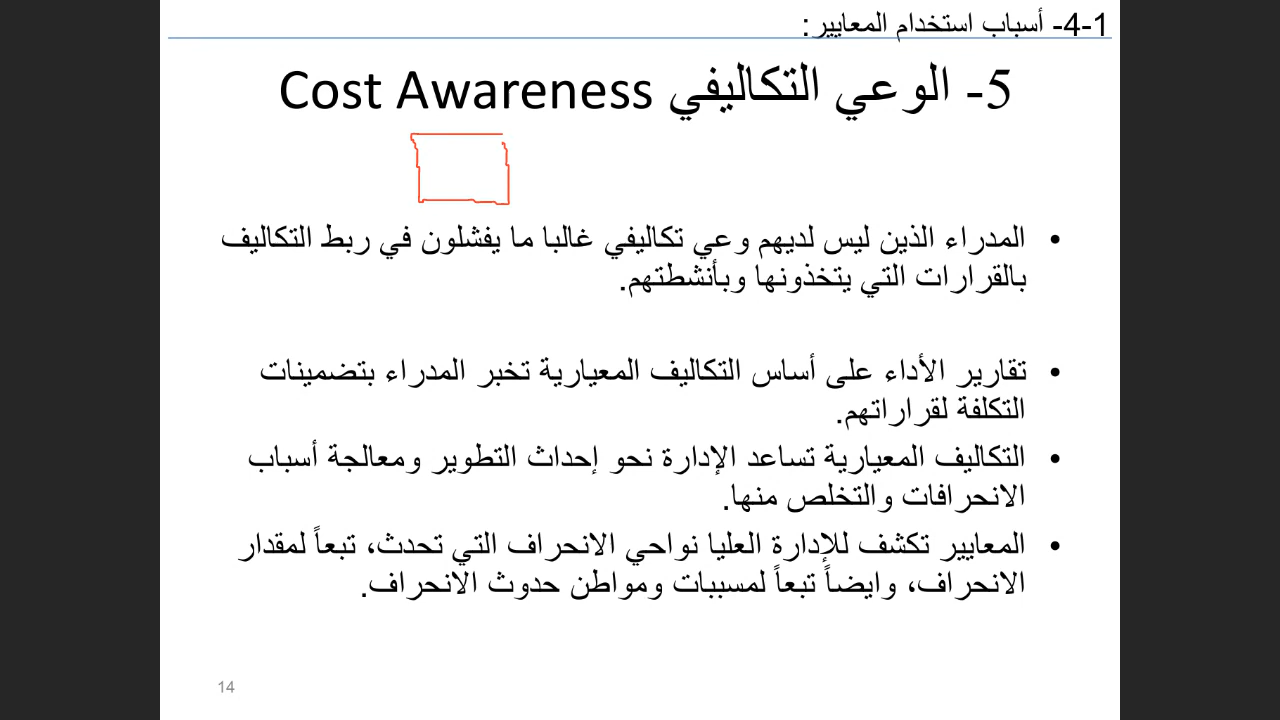 1-4- أسباب استخدام المعايير:
5- الوعي التكاليفي Cost Awareness
• المدراء الذين ليس لديهم وعي تكاليفي غالبا ما يفشلون في ربط التكاليف
بالقرارات التي يتخذونها وبأنشطتهم.
• تقارير الأداء على أساس التكاليف المعيارية تخبر المدراء بتضمينات
التكلفة لقراراتهم.
• التكاليف المعيارية تساعد الإدارة نحو إحداث التطوير ومعالجة أسباب
الانحرافات والتخلص منها.
• المعايير تكشف للإدارة العليا نواحي الانحراف التي تحدث، تبعاً لمقدار
الانحراف، وايضاً تبعاً لمسببات ومواطن حدوث الانحراف.
14